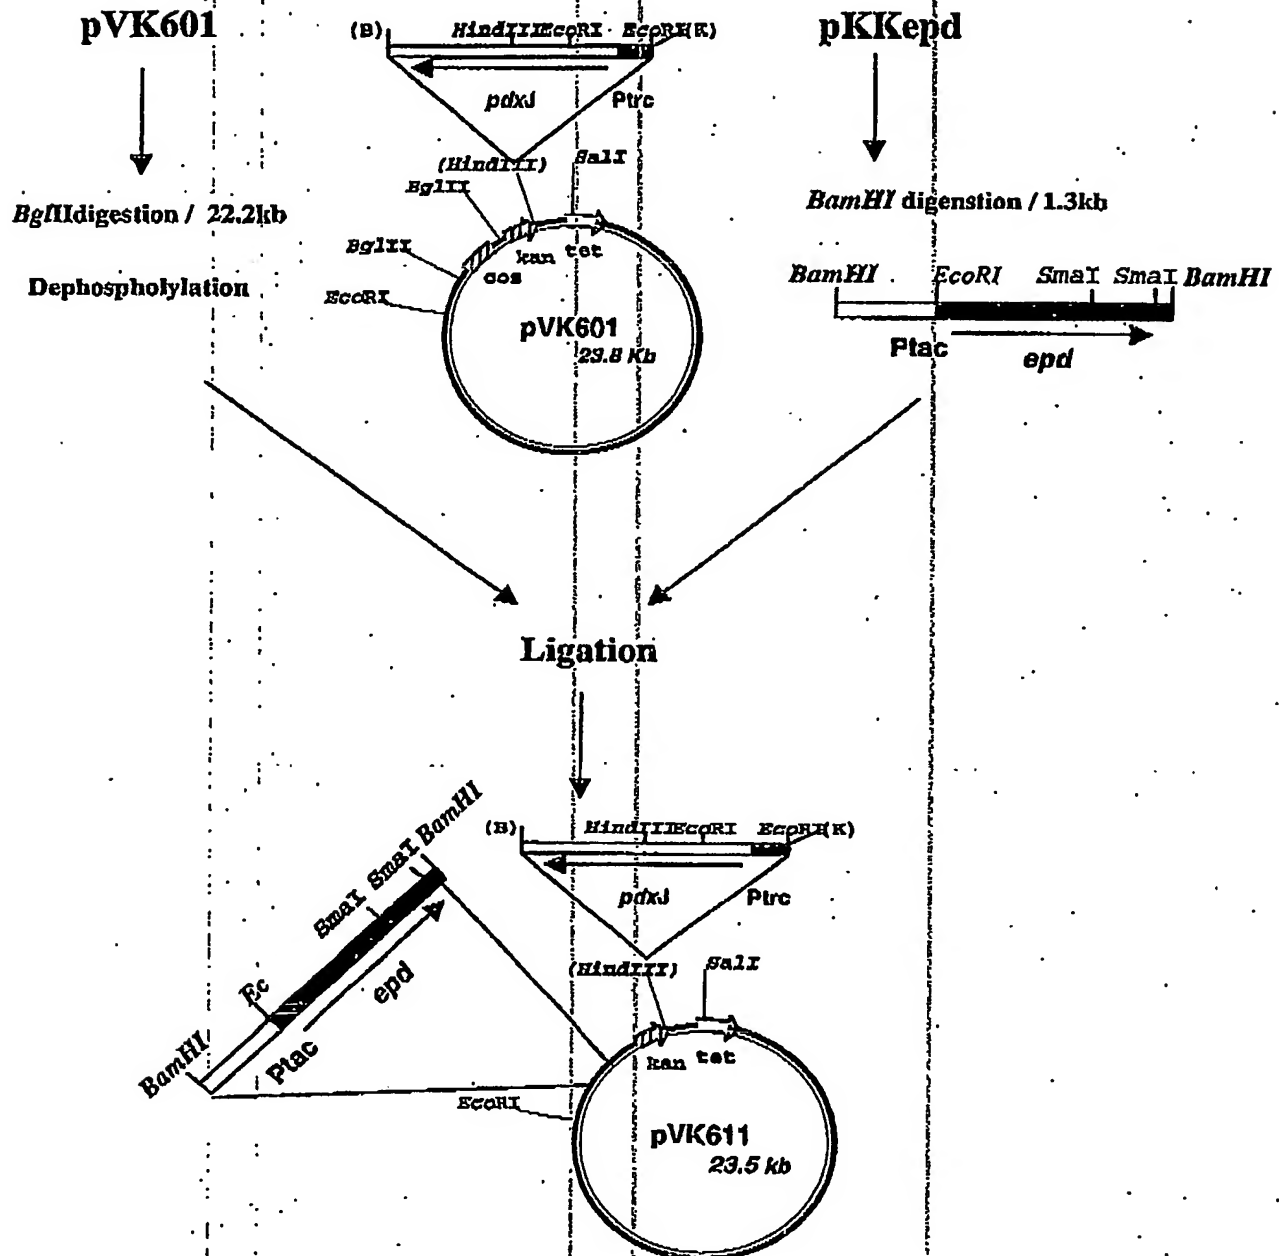 pVK601
(B) HindIII EcoRI EcoRI (K)
pKKepd
pdxJ Ptrc
(HindIII) SalI
BglII
BglII digestion / 22.2kb
BamHI digenstion / 1.3kb
BglII
kan tet
cos
Dephospholylation
EcoRI
BamHI EcoRI SmaI SmaI BamHI
pVK601
23.8 Kb
Ptac epd
Ligation
(B) HindIII EcoRI EcoRI (K)
pdxJ Ptrc
BamHI Ec SmaI SmaI BamHI
Ptac epd
(HindIII) SalI
kan tet
EcoRI
pVK611
23.5 kb